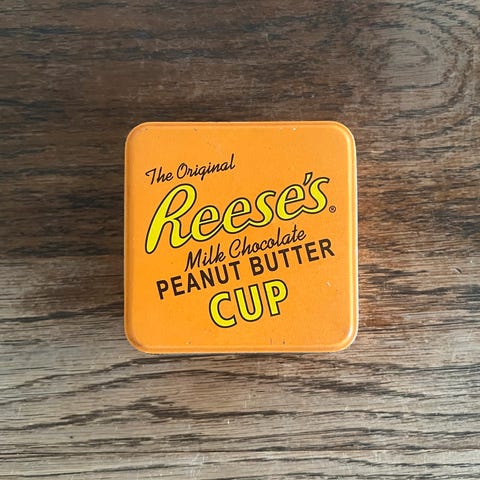 The Original
Reese's®
Milk Chocolate
PEANUT BUTTER
CUP